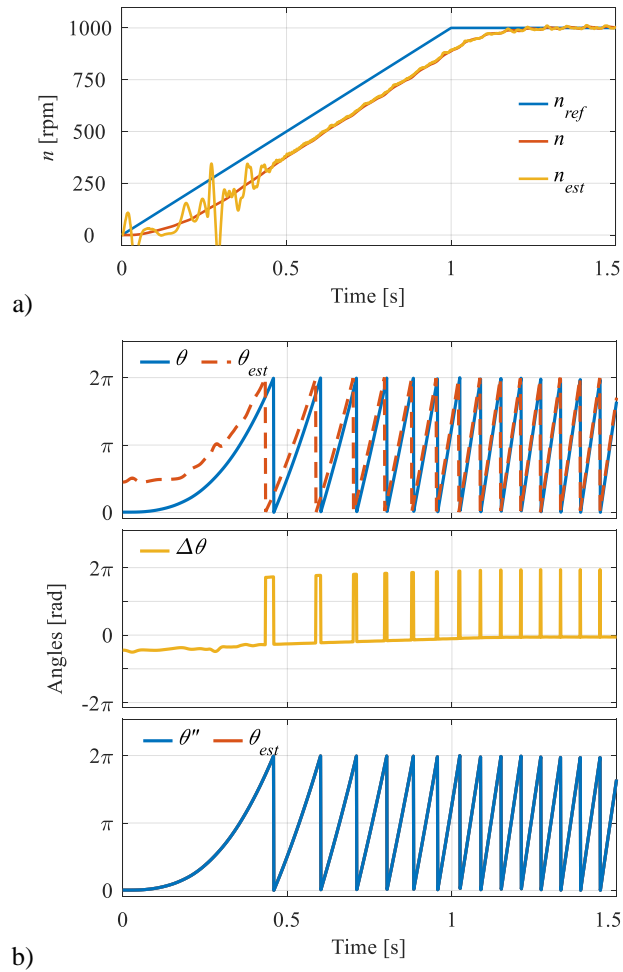 1000
750
500
250
0
n [rpm]
n_ref
n
n_est
0 0.5 1 1.5
Time [s]
a)
θ θ_est
2π
π
0
Δθ
2π
0
-2π
Angles [rad]
θ" θ_est
2π
π
0
0 0.5 1 1.5
Time [s]
b)